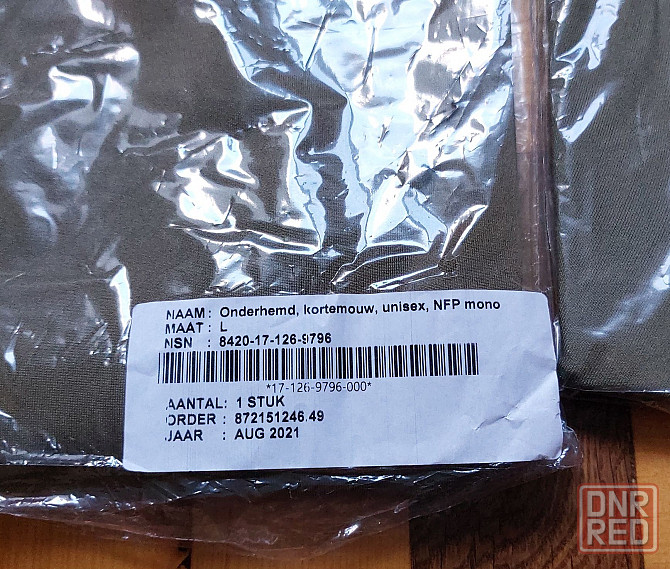 NAAM: Onderhemd, kortemouw, unisex, NFP mono
MAAT: L
NSN : 8420-17-126-9796
*17-126-9796-000*
AANTAL: 1 STUK
ORDER : 872151246.49
JAAR : AUG 2021
DNR
RED